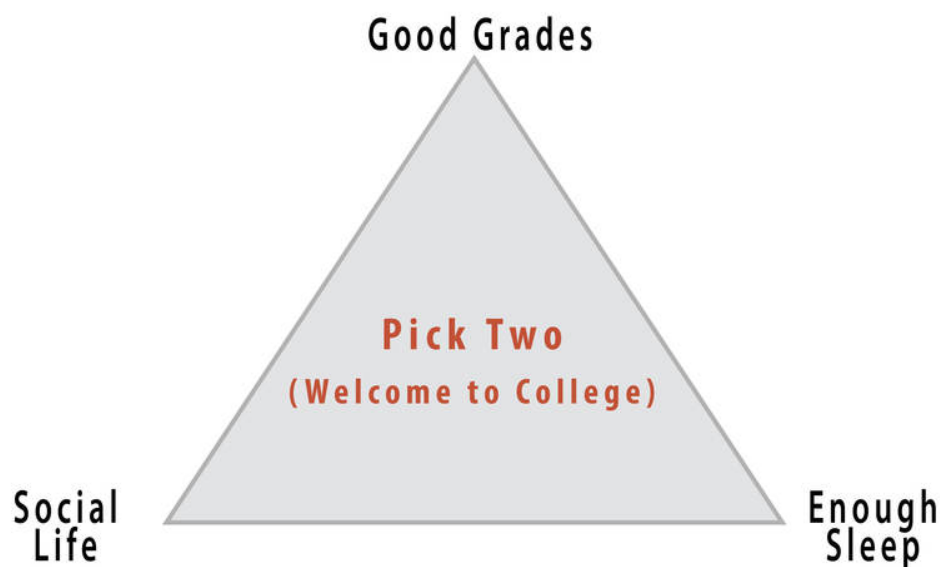 Good Grades
Pick Two
(Welcome to College)
Social
Life
Enough
Sleep